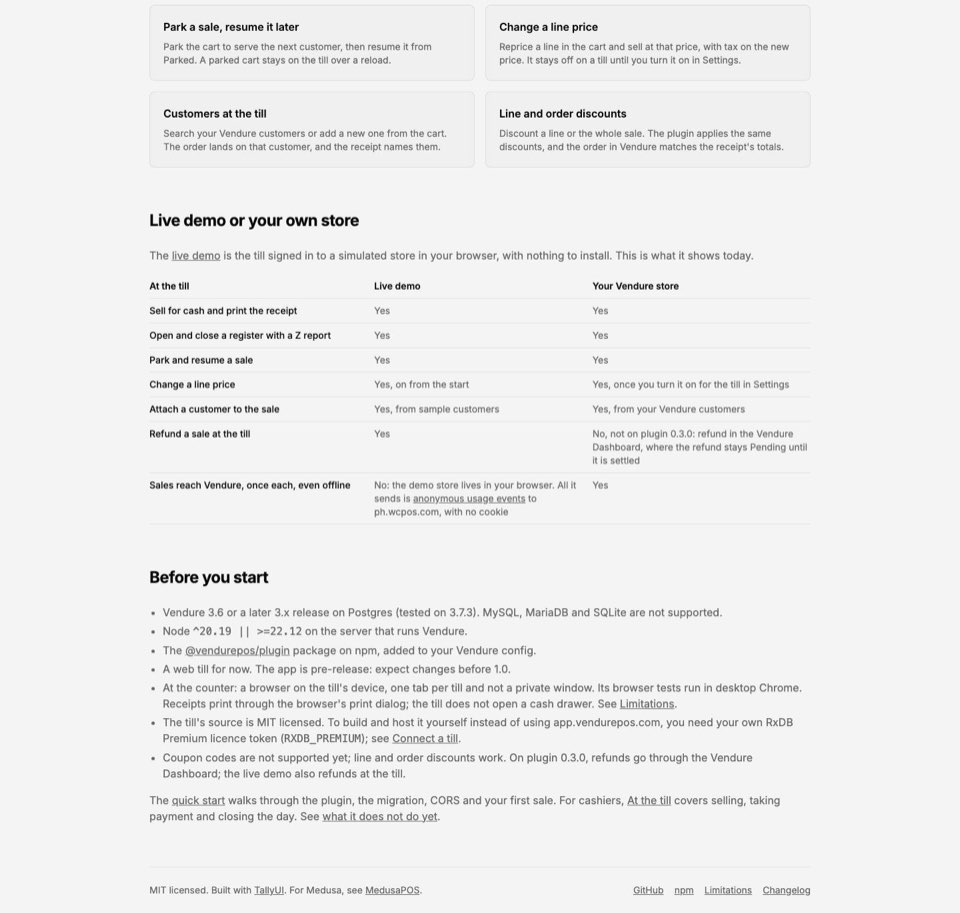 Park a sale, resume it later
Park the cart to serve the next customer, then resume it from
Parked. A parked cart stays on the till over a reload.
Change a line price
Reprice a line in the cart and sell at that price, with tax on the new
price. It stays off on a till until you turn it on in Settings.
Customers at the till
Search your Vendure customers or add a new one from the cart.
The order lands on that customer, and the receipt names them.
Line and order discounts
Discount a line or the whole sale. The plugin applies the same
discounts, and the order in Vendure matches the receipt's totals.
Live demo or your own store
The live demo is the till signed in to a simulated store in your browser, with nothing to install. This is what it shows today.
At the till Live demo Your Vendure store
Sell for cash and print the receipt Yes Yes
Open and close a register with a Z report Yes Yes
Park and resume a sale Yes Yes
Change a line price Yes, on from the start Yes, once you turn it on for the till in Settings
Attach a customer to the sale Yes, from sample customers Yes, from your Vendure customers
Refund a sale at the till Yes No, not on plugin 0.3.0: refund in the Vendure
Dashboard, where the refund stays Pending until
it is settled
Sales reach Vendure, once each, even offline No: the demo store lives in your browser. All it Yes
sends is anonymous usage events to
ph.wcpos.com, with no cookie
Before you start
• Vendure 3.6 or a later 3.x release on Postgres (tested on 3.7.3). MySQL, MariaDB and SQLite are not supported.
• Node ^20.19 || >=22.12 on the server that runs Vendure.
• The @vendurepos/plugin package on npm, added to your Vendure config.
• A web till for now. The app is pre-release: expect changes before 1.0.
• At the counter: a browser on the till's device, one tab per till and not a private window. Its browser tests run in desktop Chrome.
Receipts print through the browser's print dialog; the till does not open a cash drawer. See Limitations.
• The till's source is MIT licensed. To build and host it yourself instead of using app.vendurepos.com, you need your own RxDB
Premium licence token (RXDB_PREMIUM); see Connect a till.
• Coupon codes are not supported yet; line and order discounts work. On plugin 0.3.0, refunds go through the Vendure
Dashboard; the live demo also refunds at the till.
The quick start walks through the plugin, the migration, CORS and your first sale. For cashiers, At the till covers selling, taking
payment and closing the day. See what it does not do yet.
MIT licensed. Built with TallyUI. For Medusa, see MedusaPOS. GitHub npm Limitations Changelog